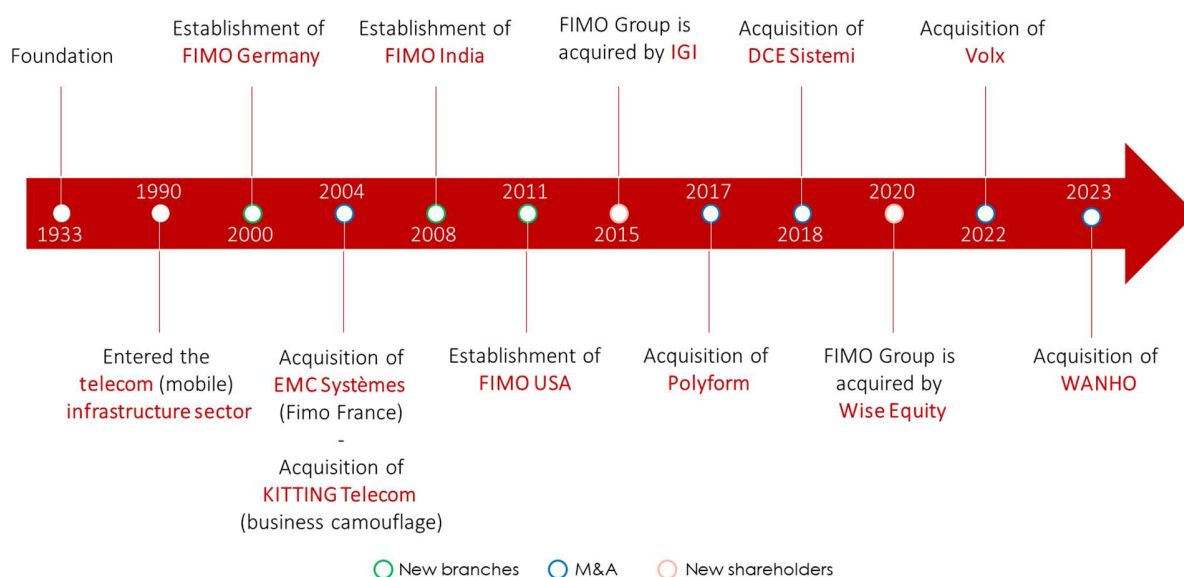 Foundation
Establishment of
FIMO Germany
Establishment of
FIMO India
FIMO Group is
acquired by IGI
Acquisition of
DCE Sistemi
Acquisition of
Volx
1990
2004
2011
2017
2020
2023
1933
2000
2008
2015
2018
2022
Entered the
telecom (mobile)
infrastructure sector
Acquisition of
EMC Systèmes
(Fimo France)
-
Acquisition of
KITTING Telecom
(business camouflage)
Establishment of
FIMO USA
Acquisition of
Polyform
FIMO Group is
acquired by
Wise Equity
Acquisition of
WANHO
New branches
M&A
New shareholders